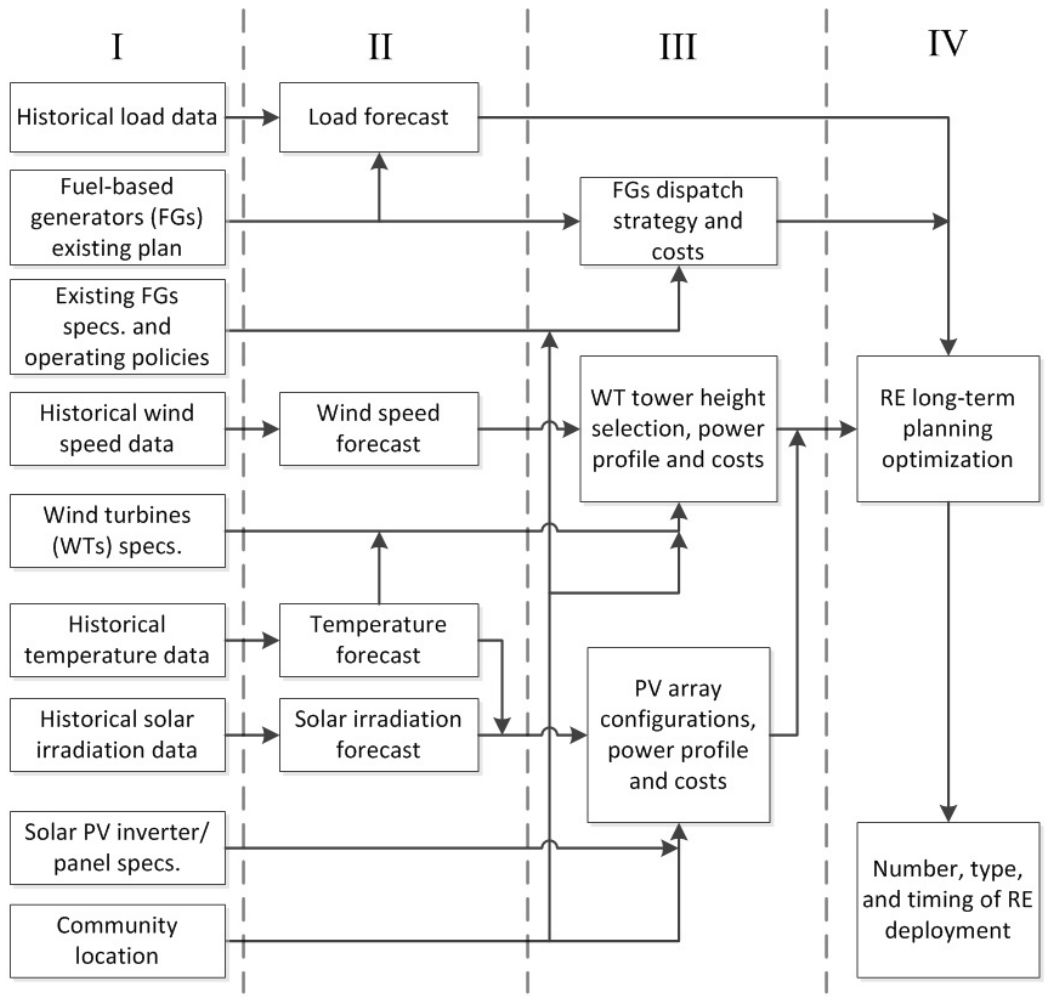 I
II
III
IV
Historical load data
Load forecast
Fuel-based
generators (FGs)
existing plan
FGs dispatch
strategy and
costs
Existing FGs
specs. and
operating policies
Historical wind
speed data
Wind speed
forecast
WT tower height
selection, power
profile and costs
RE long-term
planning
optimization
Wind turbines
(WTs) specs.
Historical
temperature data
Temperature
forecast
Historical solar
irradiation data
Solar irradiation
forecast
PV array
configurations,
power profile
and costs
Solar PV inverter/
panel specs.
Community
location
Number, type,
and timing of RE
deployment